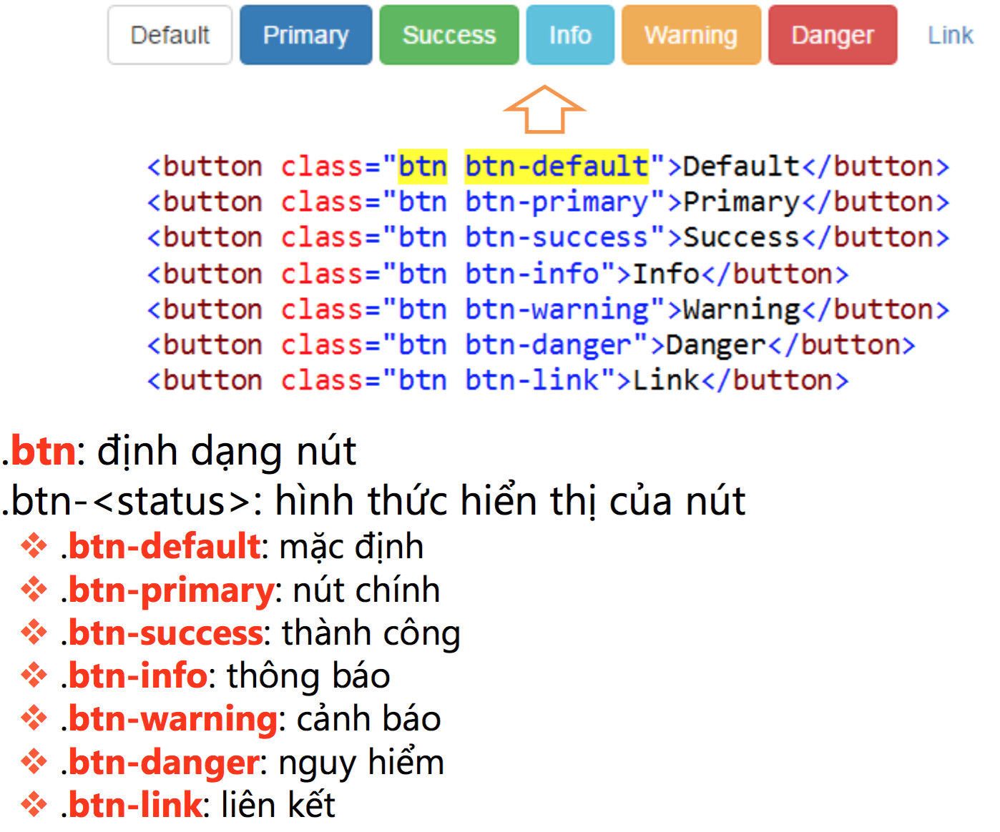 Default Primary Success Info Warning Danger Link
<button class="btn btn-default">Default</button>
<button class="btn btn-primary">Primary</button>
<button class="btn btn-success">Success</button>
<button class="btn btn-info">Info</button>
<button class="btn btn-warning">Warning</button>
<button class="btn btn-danger">Danger</button>
<button class="btn btn-link">Link</button>
.btn: định dạng nút
.btn-<status>: hình thức hiển thị của nút
❖ .btn-default: mặc định
❖ .btn-primary: nút chính
❖ .btn-success: thành công
❖ .btn-info: thông báo
❖ .btn-warning: cảnh báo
❖ .btn-danger: nguy hiểm
❖ .btn-link: liên kết